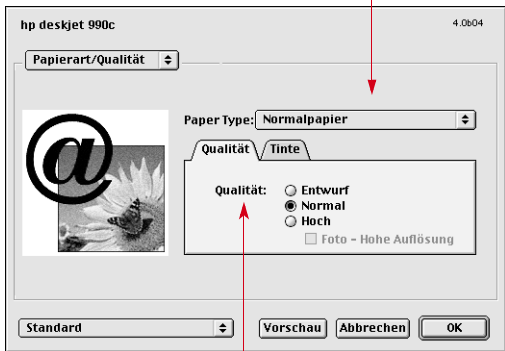 hp deskjet 990c 4.0b04
Papierart/Qualität
Paper Type: Normalpapier
Qualität Tinte
Qualität: Entwurf
Normal
Hoch
Foto - Hohe Auflösung
@
Standard Vorschau Abbrechen OK